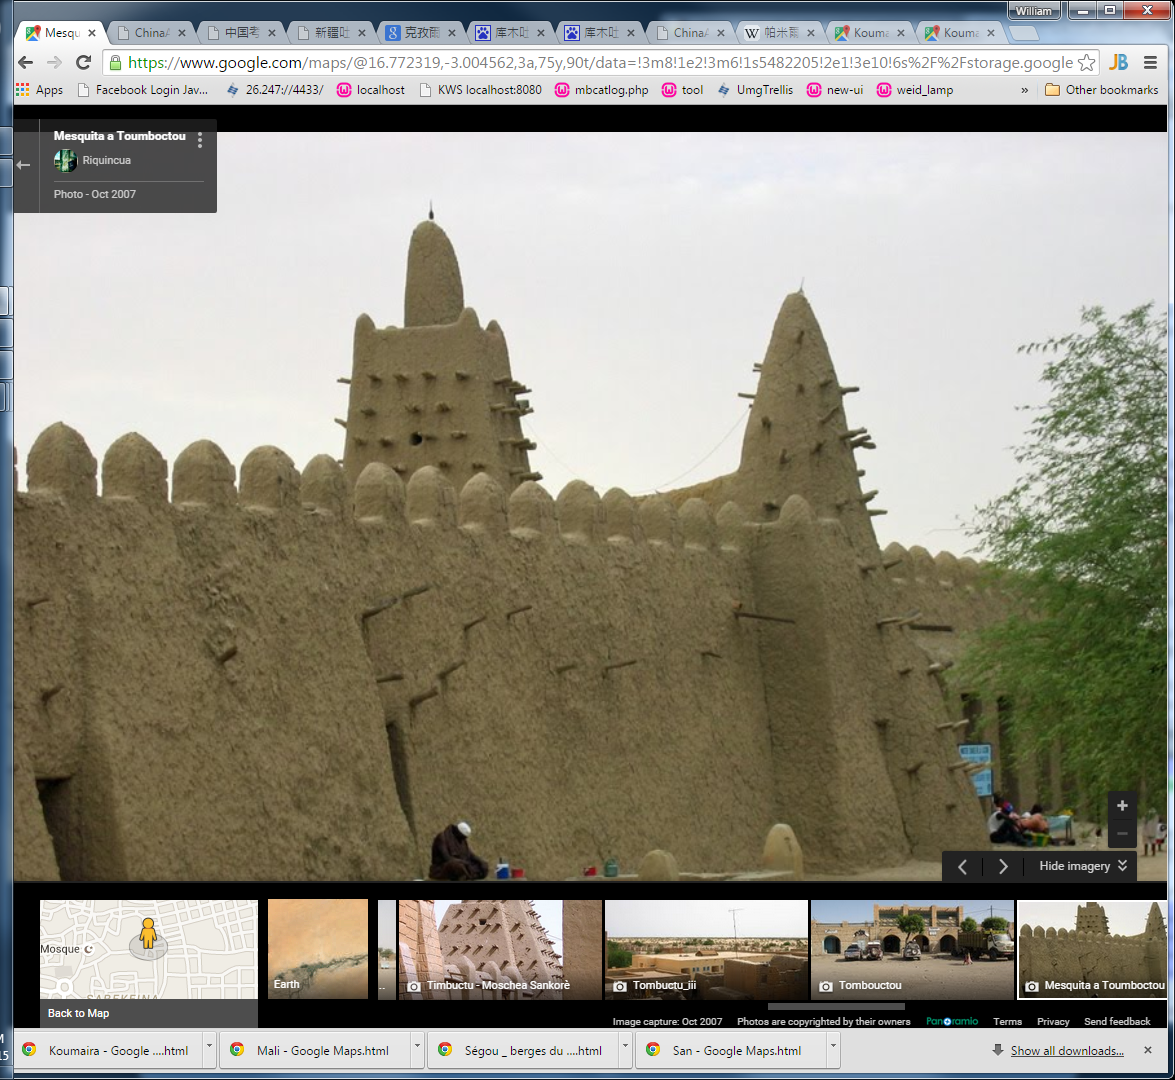 William
Mesqu
ChinaA
中国考
新疆吐
克孜爾
库木吐
库木吐
ChinaA
帕米爾
Kouma
Kouma
https://www.google.com/maps/@16.772319,-3.004562,3a,75y,90t/data=!3m8!1e2!3m6!1s5482205!2e1!3e10!6s%2F%2Fstorage.google
JB
Apps
Facebook Login Jav...
26.247://4433/
localhost
KWS localhost:8080
mbcatlog.php
tool
UmgTrellis
new-ui
weid_lamp
»
Other bookmarks
Mesquita a Toumboctou
Riquincua
Photo - Oct 2007
Hide imagery
Mosque
SAREKEINA
Back to Map
Earth
..
Timbuctu - Moschea Sankorè
Tombuctu_iii
Tombouctou
Mesquita a Toumboctou
Image capture: Oct 2007
Photos are copyrighted by their owners
Panoramio
Terms
Privacy
Send feedback
Koumaira - Google ....html
Mali - Google Maps.html
Ségou _ berges du ....html
San - Google Maps.html
Show all downloads...